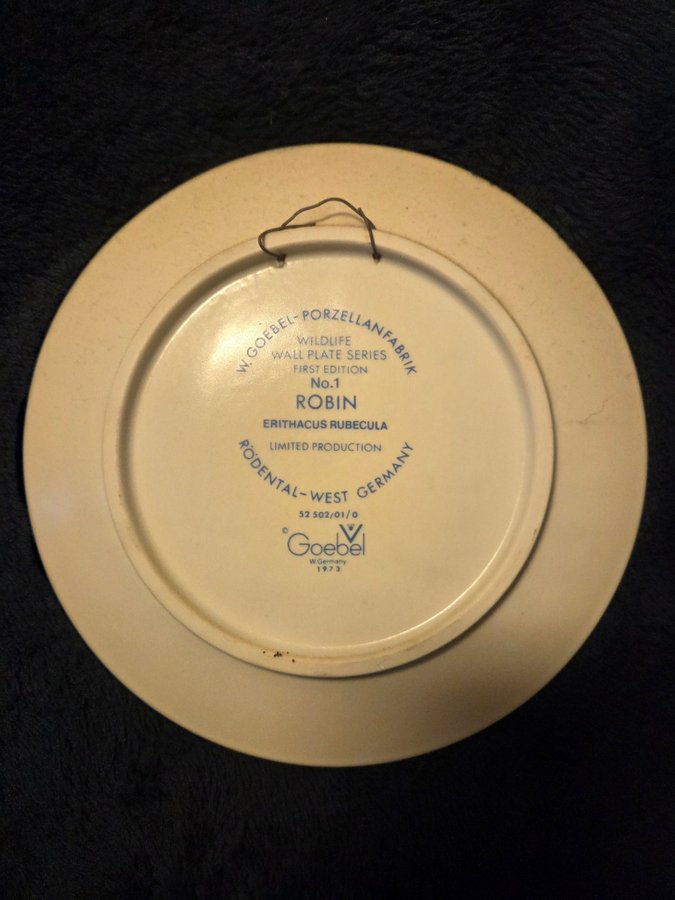 W. GOEBEL-PORZELLANFABRIK
WILDLIFE
WALL PLATE SERIES
FIRST EDITION
No.1
ROBIN
ERITHACUS RUBECULA
LIMITED PRODUCTION
RÖDENTAL-WEST GERMANY
52 502/01/0
© Goebel
W.Germany
1973